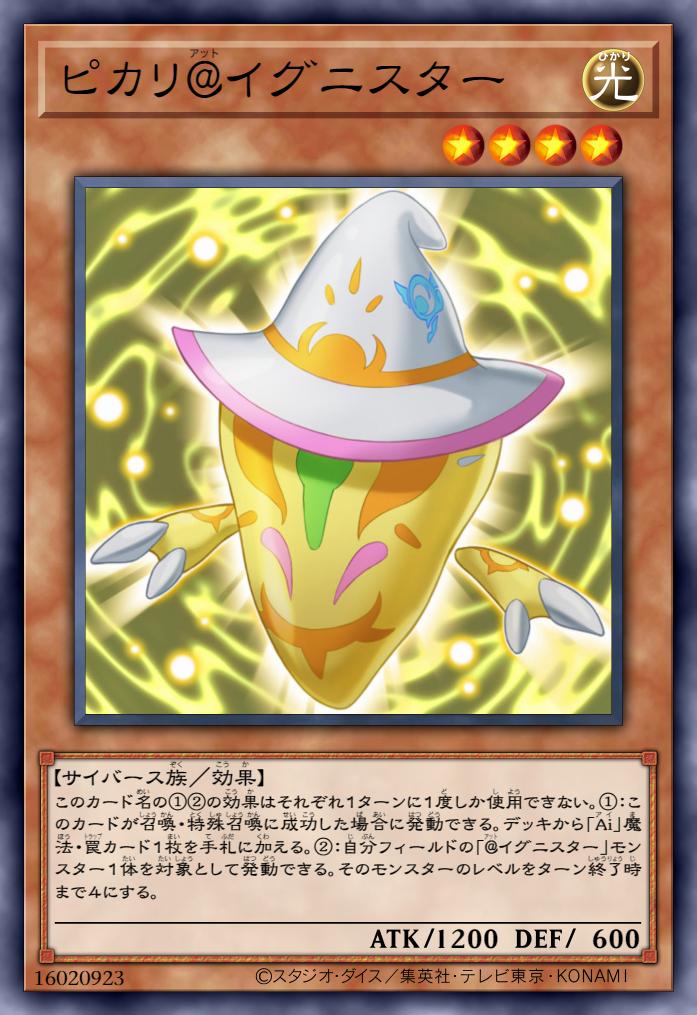 ピカリ@イグニスター
アット
光
ひかり
【サイバース族／効果】
このカード名の①②の効果はそれぞれ1ターンに1度しか使用できない。①：こ
のカードが召喚・特殊召喚に成功した場合に発動できる。デッキから「Ai」魔
法・罠カード1枚を手札に加える。②：自分フィールドの「@イグニスター」モン
スター1体を対象として発動できる。そのモンスターのレベルをターン終了時
まで4にする。
ATK/1200 DEF/ 600
16020923 ©スタジオ・ダイス／集英社・テレビ東京・KONAMI